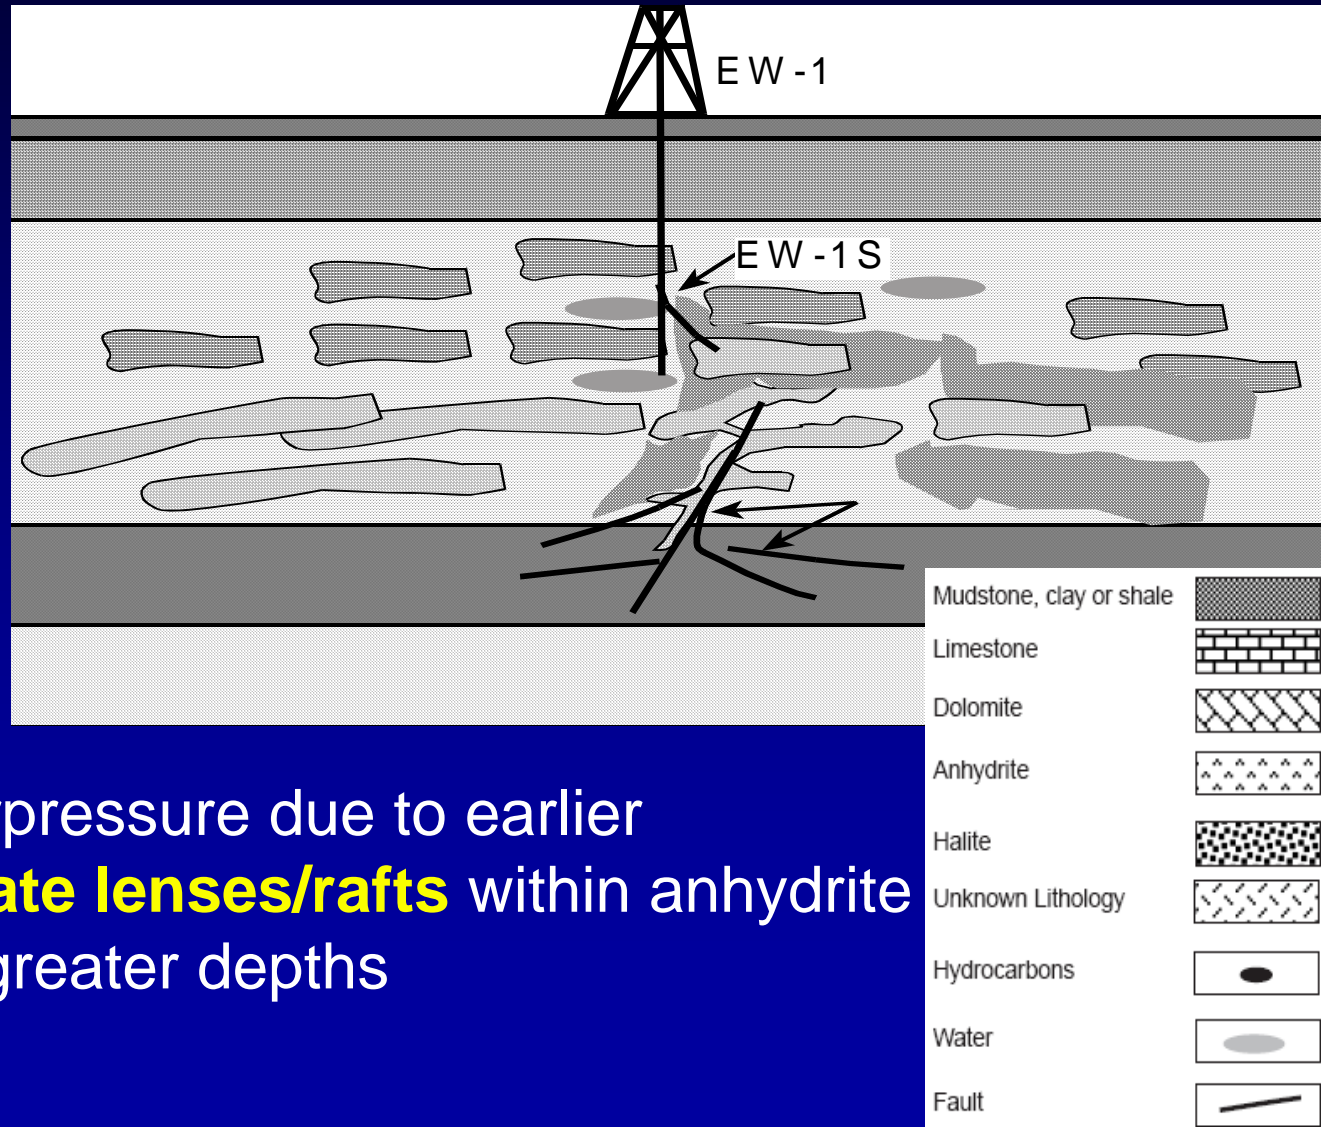 EW-1
EW-1S
Mudstone, clay or shale
Limestone
Dolomite
Anhydrite
Halite
Unknown Lithology
Hydrocarbons
Water
Fault
rpressure due to earlier
ate lenses/rafts within anhydrite
greater depths